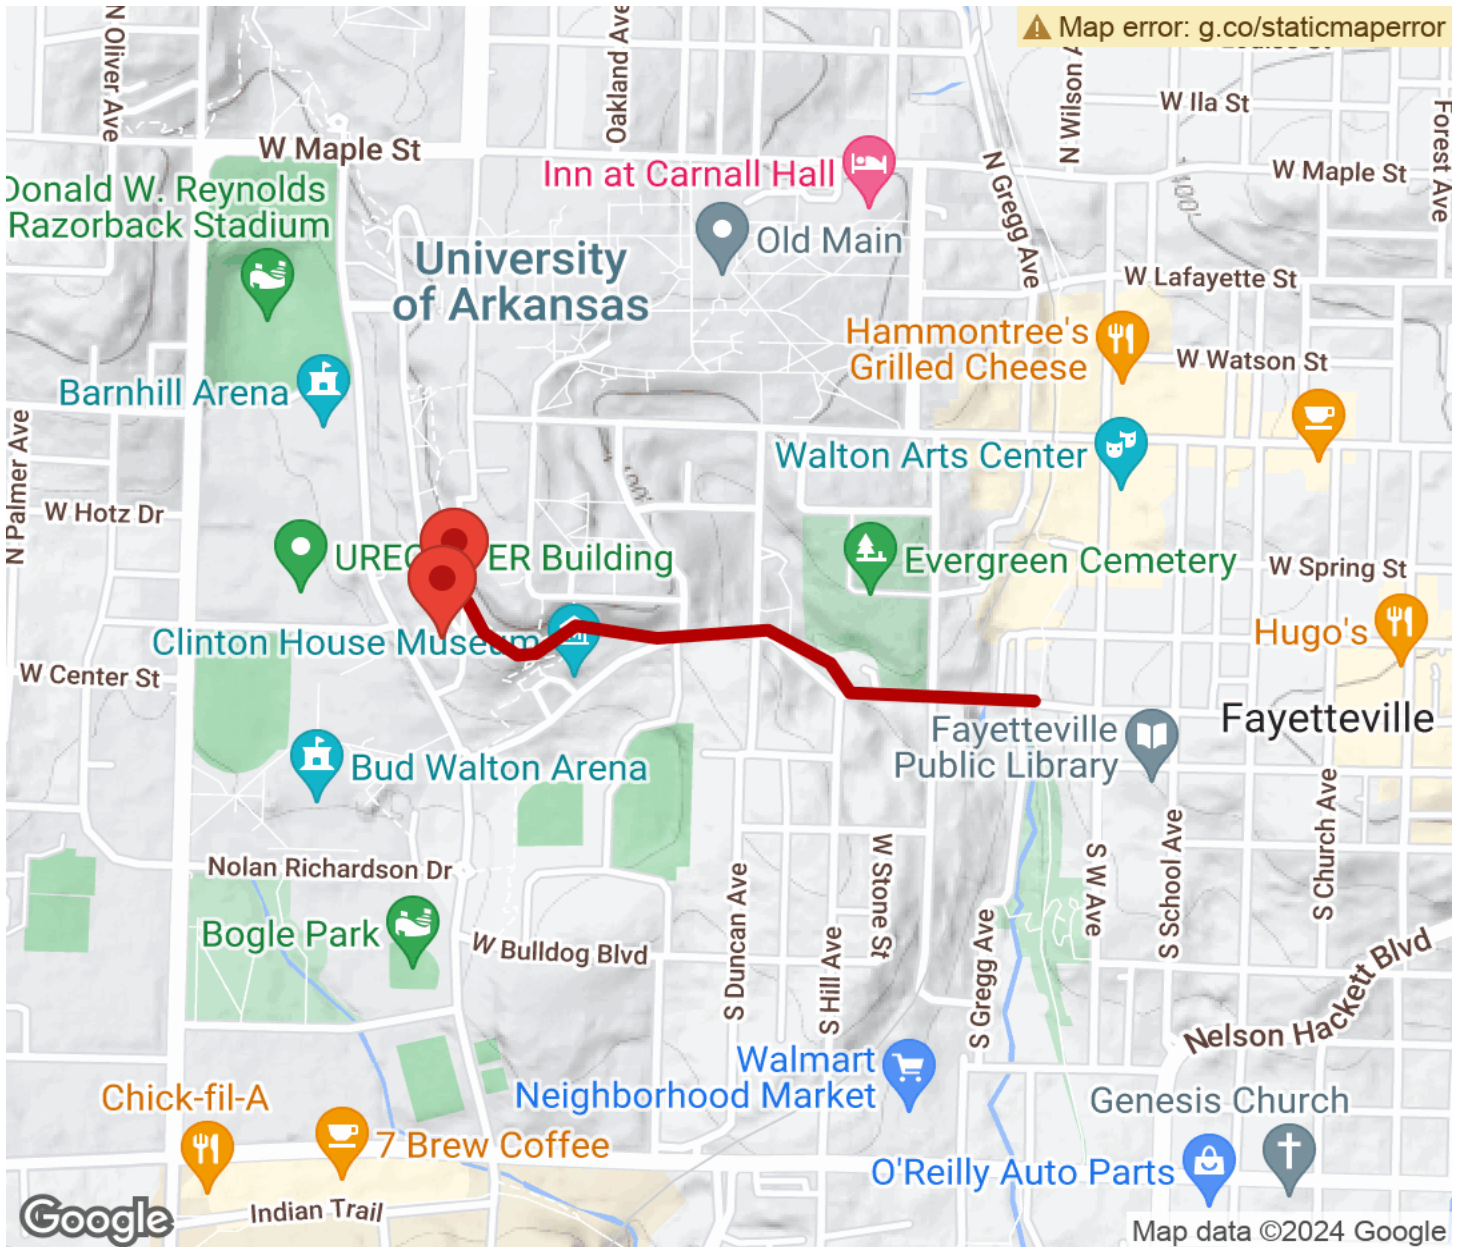 Map error: g.co/staticmaperror
N Oliver Ave
Oakland Ave
N Wilson A
W Ila St
Forest Ave
W Maple St
Inn at Carnall Hall
N Gregg Ave
W Maple St
Donald W. Reynolds
Razorback Stadium
400'
University
of Arkansas
Old Main
W Lafayette St
Hammontree's
Grilled Cheese
W Watson St
Barnhill Arena
N Palmer Ave
Walton Arts Center
W Hotz Dr
Evergreen Cemetery
W Spring St
ER Building
Clinton House Museum
Hugo's
W Center St
Fayetteville
Public Library
Fayetteville
Bud Walton Arena
Nolan Richardson Dr
S Duncan Ave
W Stone St
S W Ave
S School Ave
S Church Ave
Bogle Park
W Bulldog Blvd
S Hill Ave
S Gregg Ave
Nelson Hackett Blvd
Walmart
Neighborhood Market
Chick-fil-A
Genesis Church
7 Brew Coffee
O'Reilly Auto Parts
Indian Trail
Google
Map data ©2024 Google